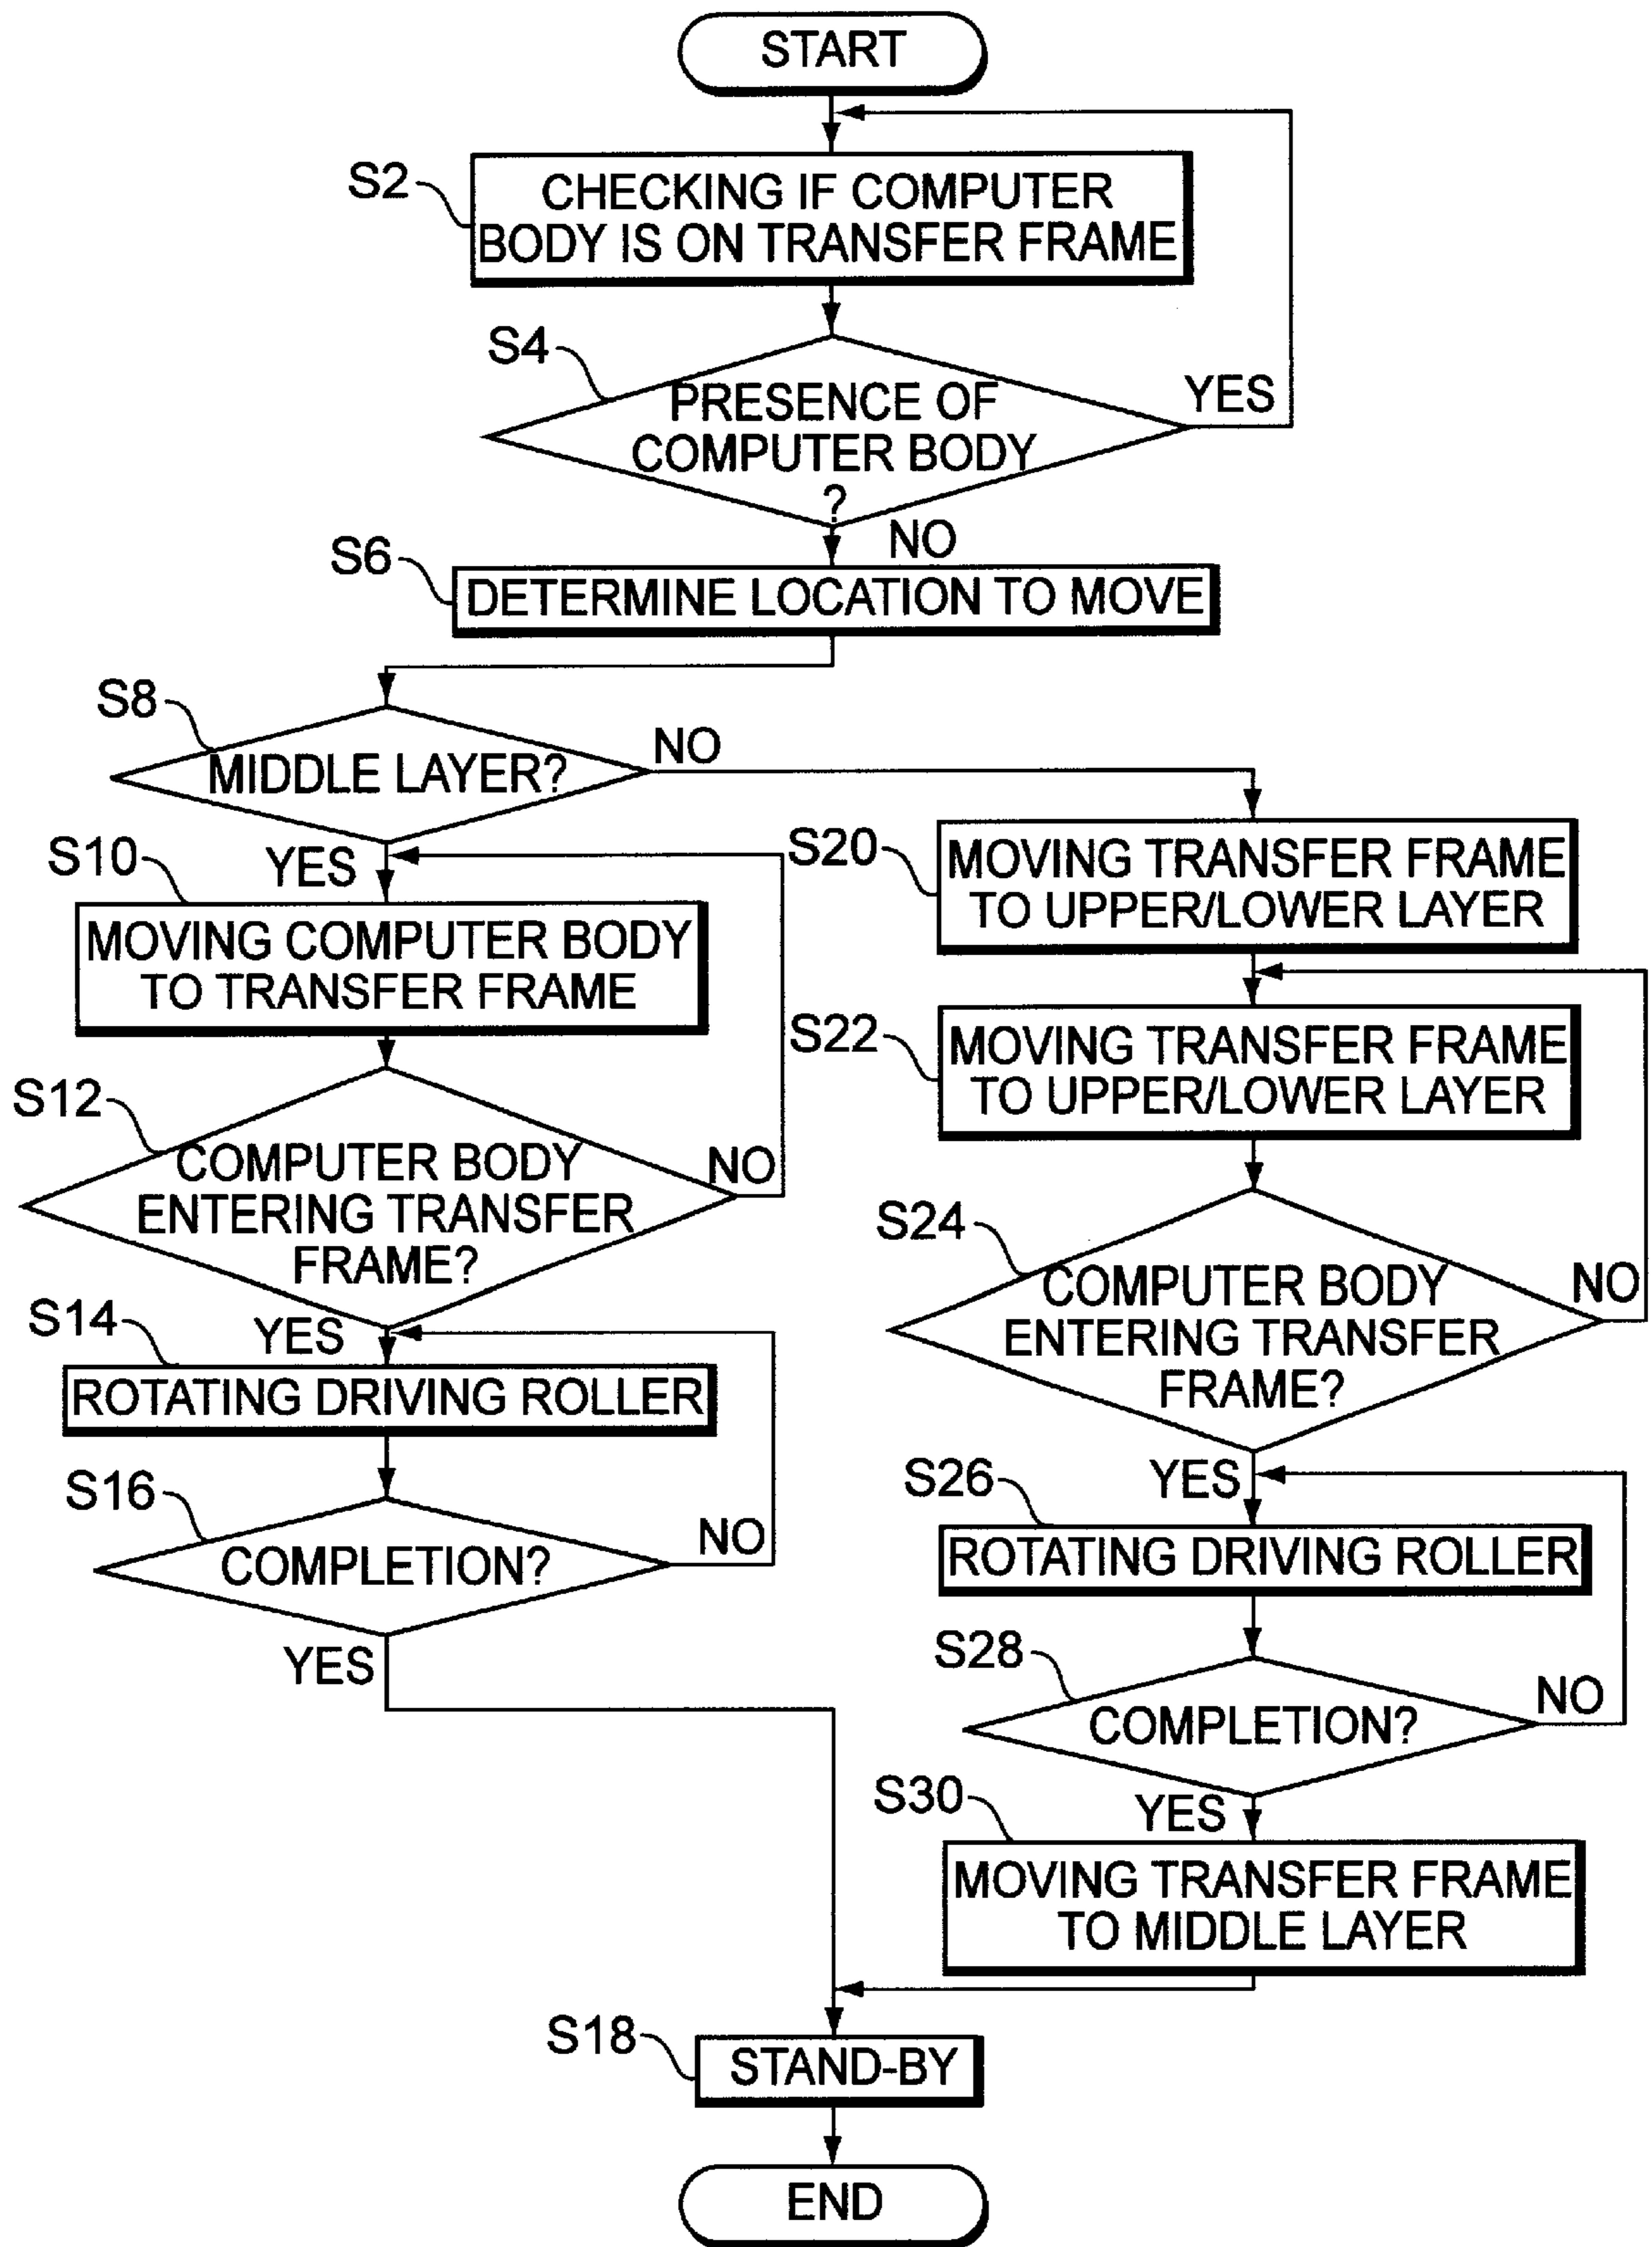 START
S2
CHECKING IF COMPUTER
BODY IS ON TRANSFER FRAME
S4
PRESENCE OF
COMPUTER BODY
?
YES
NO
S6
DETERMINE LOCATION TO MOVE
S8
MIDDLE LAYER?
NO
YES
S10
MOVING COMPUTER BODY
TO TRANSFER FRAME
S12
COMPUTER BODY
ENTERING TRANSFER
FRAME?
NO
YES
S14
ROTATING DRIVING ROLLER
S16
COMPLETION?
NO
YES
S20
MOVING TRANSFER FRAME
TO UPPER/LOWER LAYER
S22
MOVING TRANSFER FRAME
TO UPPER/LOWER LAYER
S24
COMPUTER BODY
ENTERING TRANSFER
FRAME?
NO
YES
S26
ROTATING DRIVING ROLLER
S28
COMPLETION?
NO
YES
S30
MOVING TRANSFER FRAME
TO MIDDLE LAYER
S18
STAND-BY
END